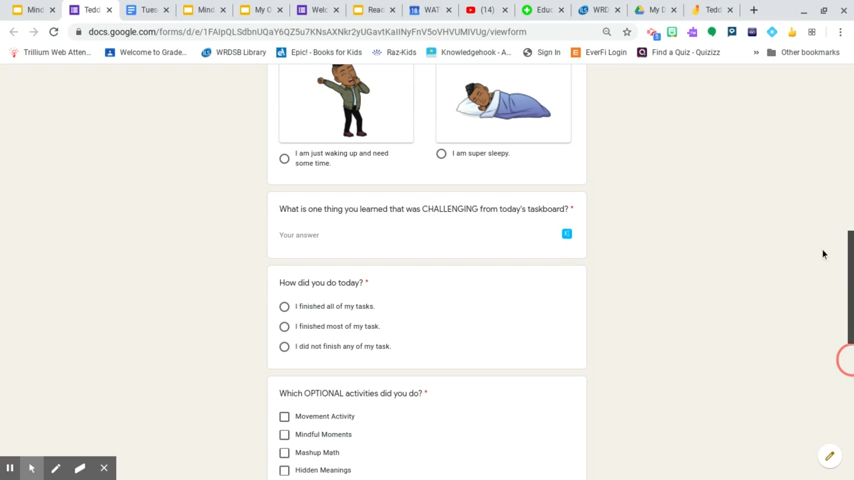 Mind
Tedd
Tues
Mind
My C
Welc
Reac
WAT
(14)
Educ
WRD
My D
Tedd
docs.google.com/forms/d/e/1FAIpQLSdbnUQaY6QZ5u7KNsAXNkr2yUGavtKaIINyFnV5oVHVUMIVUg/viewform
Trillium Web Atten...
Welcome to Grade...
WRDSB Library
Epic! - Books for Kids
Raz-Kids
Knowledgehook - A...
Sign In
EverFi Login
Find a Quiz - Quizizz
»
Other bookmarks
I am just waking up and need
some time.
I am super sleepy.
What is one thing you learned that was CHALLENGING from today's taskboard? *
Your answer
How did you do today? *
I finished all of my tasks.
I finished most of my task.
I did not finish any of my task.
Which OPTIONAL activities did you do? *
Movement Activity
Mindful Moments
Mashup Math
Hidden Meanings